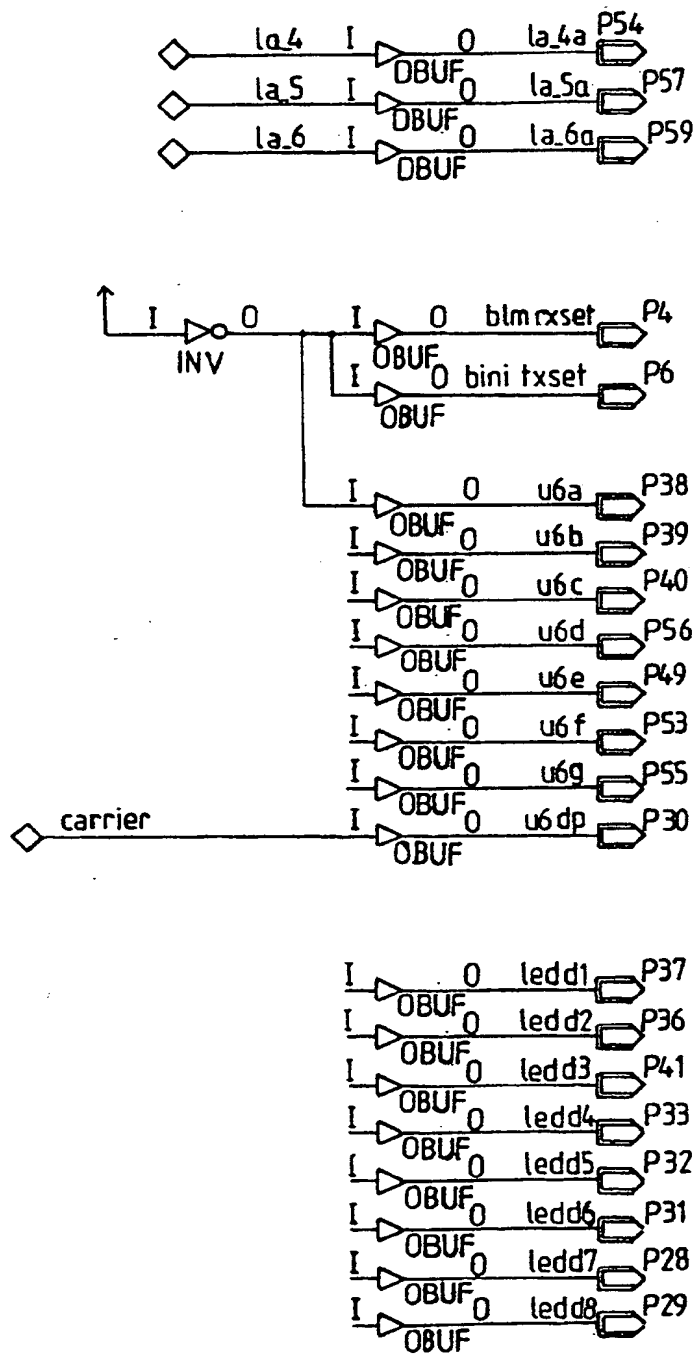 la_4 I O la_4a P54
DBUF
la_5 I O la_5a P57
OBUF
la_6 I O la_6a P59
OBUF
I O I O blmrxset P4
INV OBUF
I O bini txset P6
OBUF
I O u6a P38
OBUF
I O u6b P39
OBUF
I O u6c P40
OBUF
I O u6d P56
OBUF
I O u6e P49
OBUF
I O u6f P53
OBUF
I O u6g P55
OBUF
carrier I O u6dp P30
OBUF
I O ledd1 P37
OBUF
I O ledd2 P36
OBUF
I O ledd3 P41
OBUF
I O ledd4 P33
OBUF
I O ledd5 P32
OBUF
I O ledd6 P31
OBUF
I O ledd7 P28
OBUF
I O ledd8 P29
OBUF